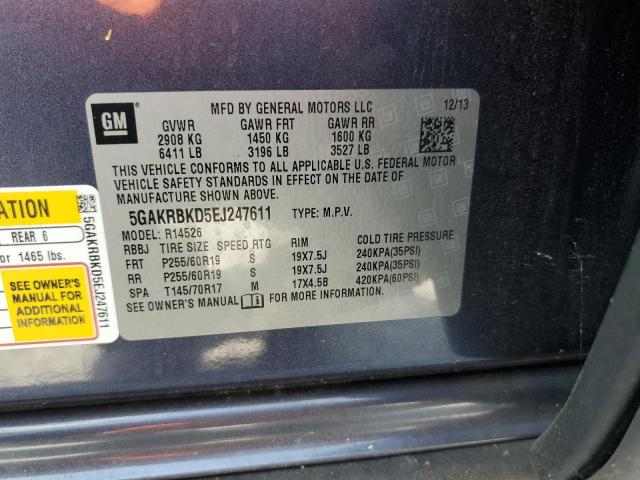 GM
MFD BY GENERAL MOTORS LLC 12/13
GVWR GAWR FRT GAWR RR
2908 KG 1450 KG 1600 KG
6411 LB 3196 LB 3527 LB
THIS VEHICLE CONFORMS TO ALL APPLICABLE U.S. FEDERAL MOTOR
VEHICLE SAFETY STANDARDS IN EFFECT ON THE DATE OF
MANUFACTURE SHOWN ABOVE.
5GAKRBKD5EJ247611 TYPE: M.P.V.
MODEL: R14526
RBBJ TIRE SIZE SPEED RTG RIM COLD TIRE PRESSURE
FRT P255/60R19 S 19X7.5J 240KPA(35PSI)
RR P255/60R19 S 19X7.5J 240KPA(35PSI)
SPA T145/70R17 M 17X4.5B 420KPA(60PSI)
SEE OWNER'S MANUAL FOR MORE INFORMATION.
ATION
REAR 6
or 1465 lbs.
SEE OWNER'S
MANUAL FOR
ADDITIONAL
INFORMATION
5GAKRBKD5EJ247611